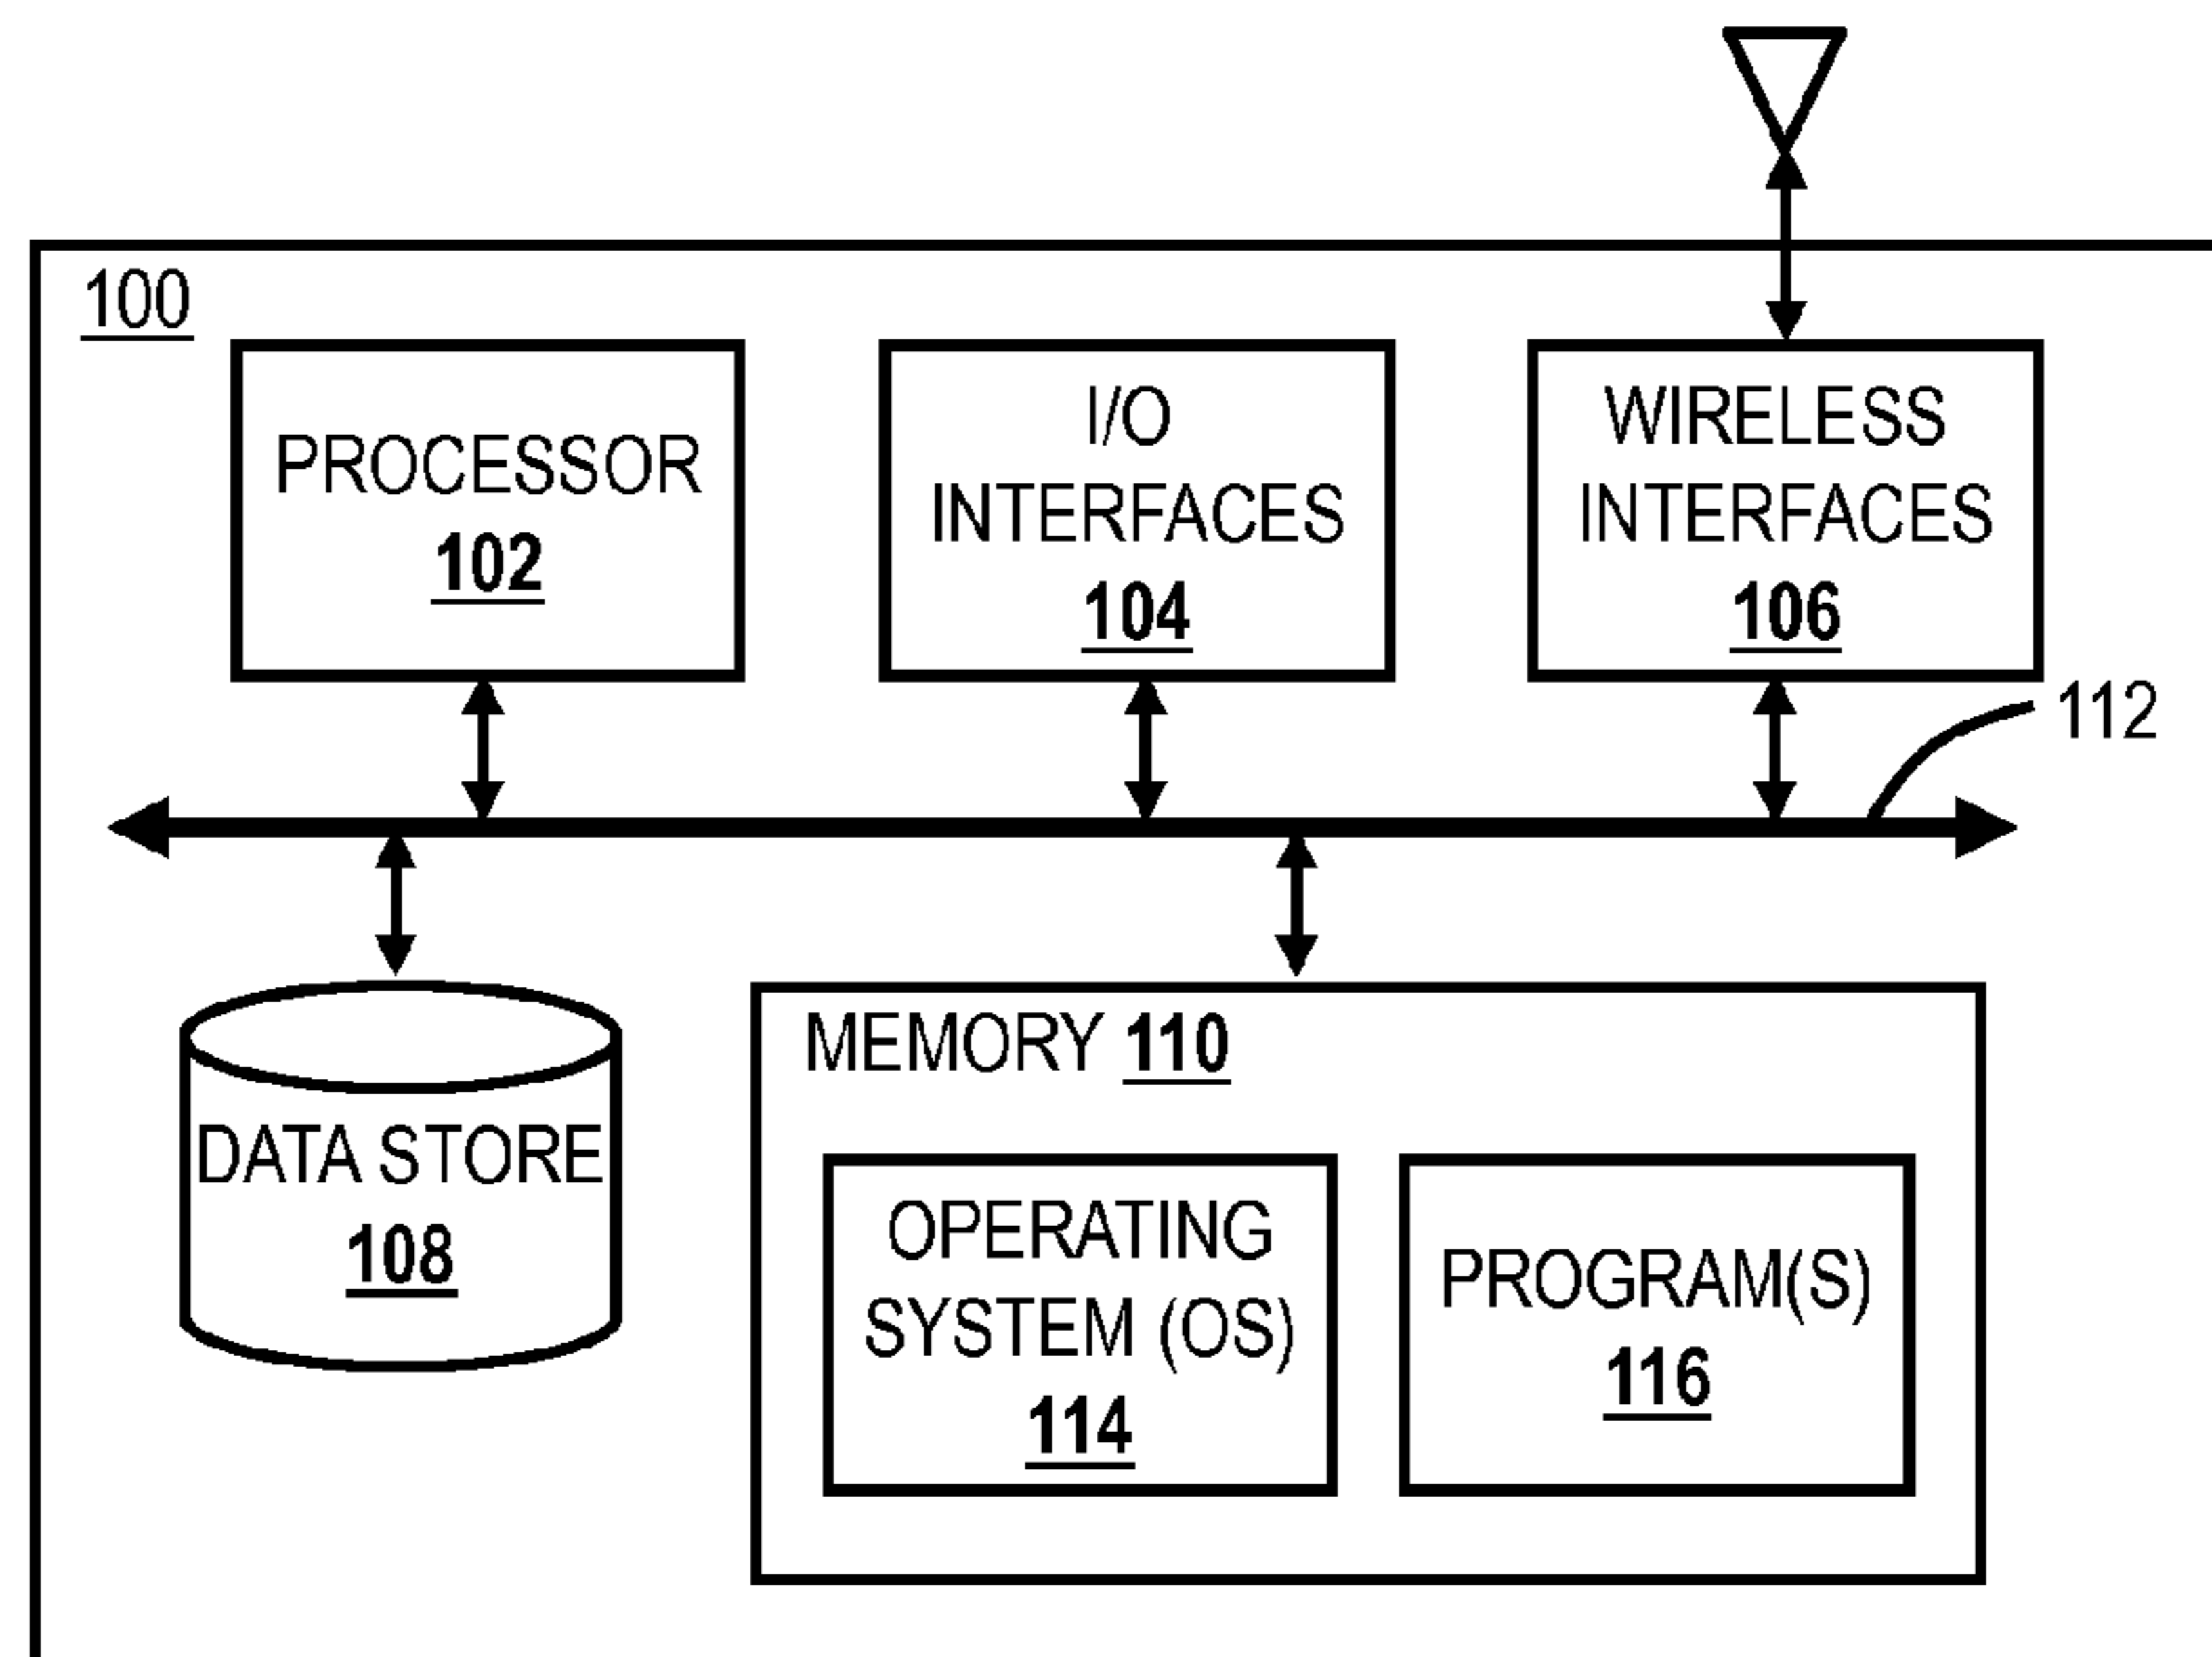 100
PROCESSOR
102
I/O
INTERFACES
104
WIRELESS
INTERFACES
106
112
DATA STORE
108
MEMORY 110
OPERATING
SYSTEM (OS)
114
PROGRAM(S)
116